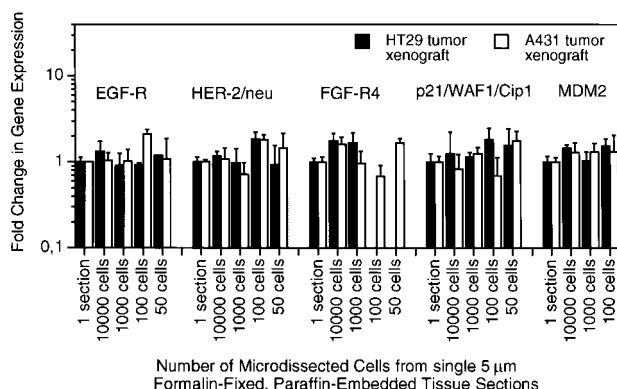 HT29 tumor xenograft
A431 tumor xenograft
Fold Change in Gene Expression
10
1
0,1
EGF-R
HER-2/neu
FGF-R4
p21/WAF1/Cip1
MDM2
1 section
10000 cells
1000 cells
100 cells
50 cells
1 section
10000 cells
1000 cells
100 cells
50 cells
1 section
10000 cells
1000 cells
100 cells
50 cells
1 section
10000 cells
1000 cells
100 cells
50 cells
1 section
10000 cells
1000 cells
100 cells
Number of Microdissected Cells from single 5 µm
Formalin-Fixed, Paraffin-Embedded Tissue Sections